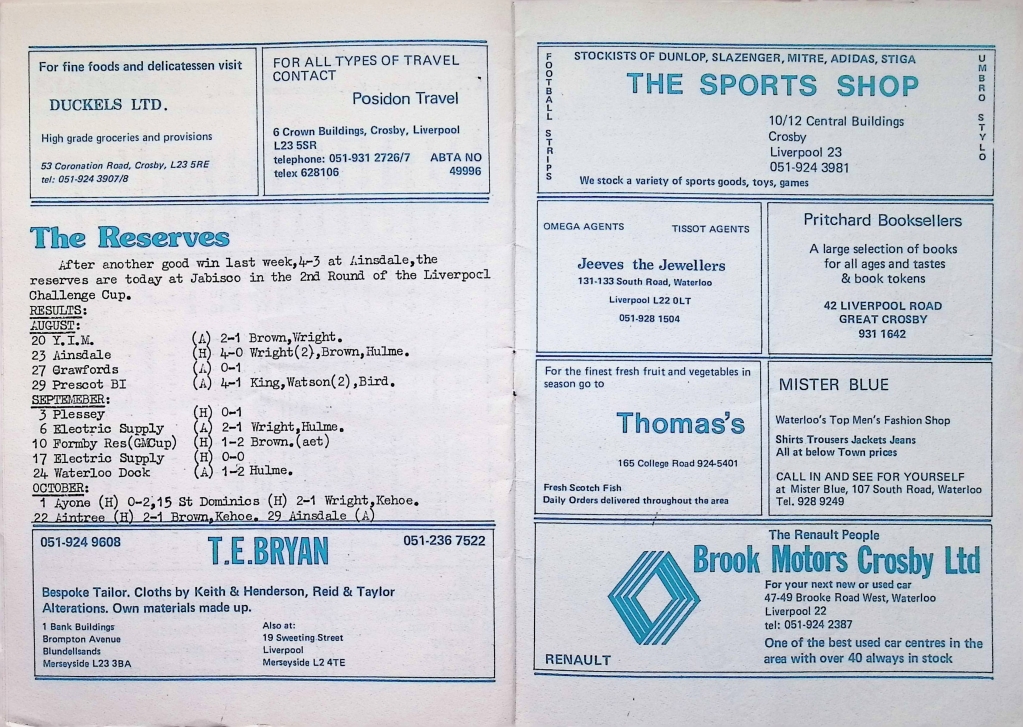 For fine foods and delicatessen visit
DUCKELS LTD.
High grade groceries and provisions
53 Coronation Road, Crosby, L23 5RE
tel: 051-924 3907/8
FOR ALL TYPES OF TRAVEL
CONTACT
Posidon Travel
6 Crown Buildings, Crosby, Liverpool
L23 5SR
telephone: 051-931 2726/7 ABTA NO
telex 628106 49996
The Reserves
After another good win last week,4-3 at Ainsdale,the
reserves are today at Jabisco in the 2nd Round of the Liverpool
Challenge Cup.
RESULTS:
AUGUST:
20 Y.I.M. (A) 2-1 Brown,Wright.
23 Ainsdale (H) 4-0 Wright(2),Brown,Hulme.
27 Grawfords (A) 0-1
29 Prescot BI (A) 4-1 King,Watson(2),Bird.
SEPTEMEBER:
3 Plessey (H) 0-1
6 Electric Supply (A) 2-1 Wright,Hulme.
10 Formby Res(GMCup) (H) 1-2 Brown.(aet)
17 Electric Supply (H) 0-0
24 Waterloo Dock (A) 1-2 Hulme.
OCTOBER:
1 Ayone (H) 0-2,15 St Dominics (H) 2-1 Wright,Kehoe.
22 Aintree (H) 2-1 Brown,Kehoe. 29 Ainsdale (A)
051-924 9608 T.E.BRYAN 051-236 7522
Bespoke Tailor. Cloths by Keith & Henderson, Reid & Taylor
Alterations. Own materials made up.
1 Bank Buildings
Brompton Avenue
Blundellsands
Merseyside L23 3BA
Also at:
19 Sweeting Street
Liverpool
Merseyside L2 4TE
FOOTBALL STRIPS
STOCKISTS OF DUNLOP, SLAZENGER, MITRE, ADIDAS, STIGA
THE SPORTS SHOP
10/12 Central Buildings
Crosby
Liverpool 23
051-924 3981
We stock a variety of sports goods, toys, games
UMBRO STYLO
OMEGA AGENTS TISSOT AGENTS
Jeeves the Jewellers
131-133 South Road, Waterloo
Liverpool L22 0LT
051-928 1504
Pritchard Booksellers
A large selection of books
for all ages and tastes
& book tokens
42 LIVERPOOL ROAD
GREAT CROSBY
931 1642
For the finest fresh fruit and vegetables in
season go to
Thomas's
165 College Road 924-5401
Fresh Scotch Fish
Daily Orders delivered throughout the area
MISTER BLUE
Waterloo's Top Men's Fashion Shop
Shirts Trousers Jackets Jeans
All at below Town prices
CALL IN AND SEE FOR YOURSELF
at Mister Blue, 107 South Road, Waterloo
Tel. 928 9249
The Renault People
Brook Motors Crosby Ltd
For your next new or used car
47-49 Brooke Road West, Waterloo
Liverpool 22
tel: 051-924 2387
One of the best used car centres in the
area with over 40 always in stock
RENAULT